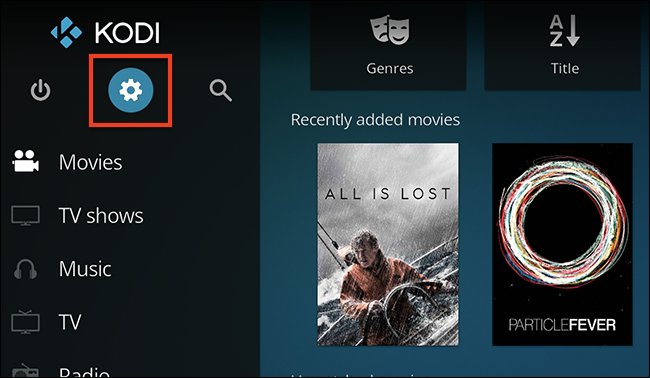 KODI
Genres
A
Z
Title
Recently added movies
Movies
TV shows
Music
TV
Radio
ALL IS LOST
PARTICLEFEVER